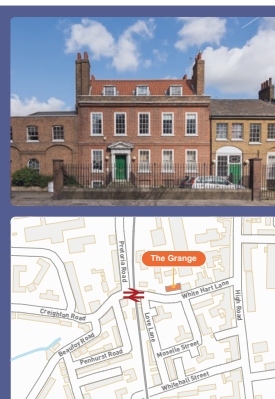 The Grange
Pretoria Road
White Hart Lane
High Road
Creighton Road
Love Lane
Beaufoy Road
Moselle Street
Penhurst Road
Whitehall Street